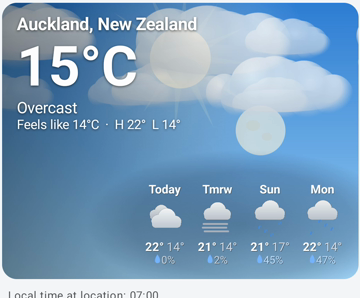 Auckland, New Zealand
15°C
Overcast
Feels like 14°C · H 22° L 14°
Today Tmrw Sun Mon
22° 14° 21° 14° 21° 17° 22° 14°
0% 2% 45% 47%
Local time at location: 07:00